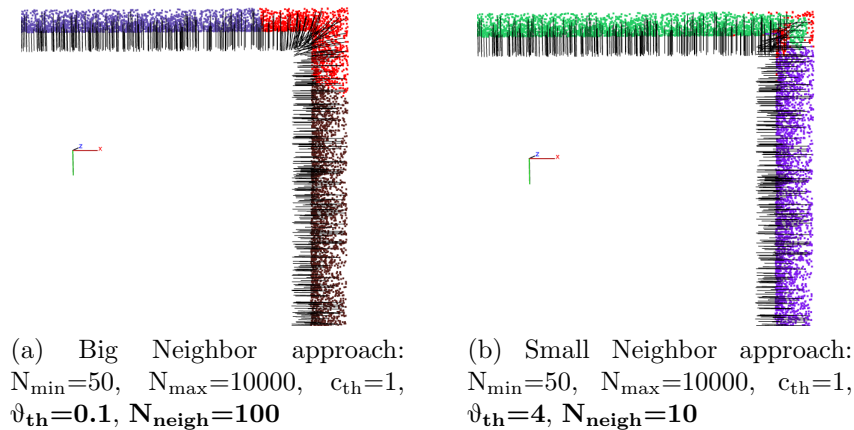 z
x
z
x
(a) Big Neighbor approach:
N_min=50, N_max=10000, c_th=1,
ϑ_th=0.1, N_neigh=100
(b) Small Neighbor approach:
N_min=50, N_max=10000, c_th=1,
ϑ_th=4, N_neigh=10